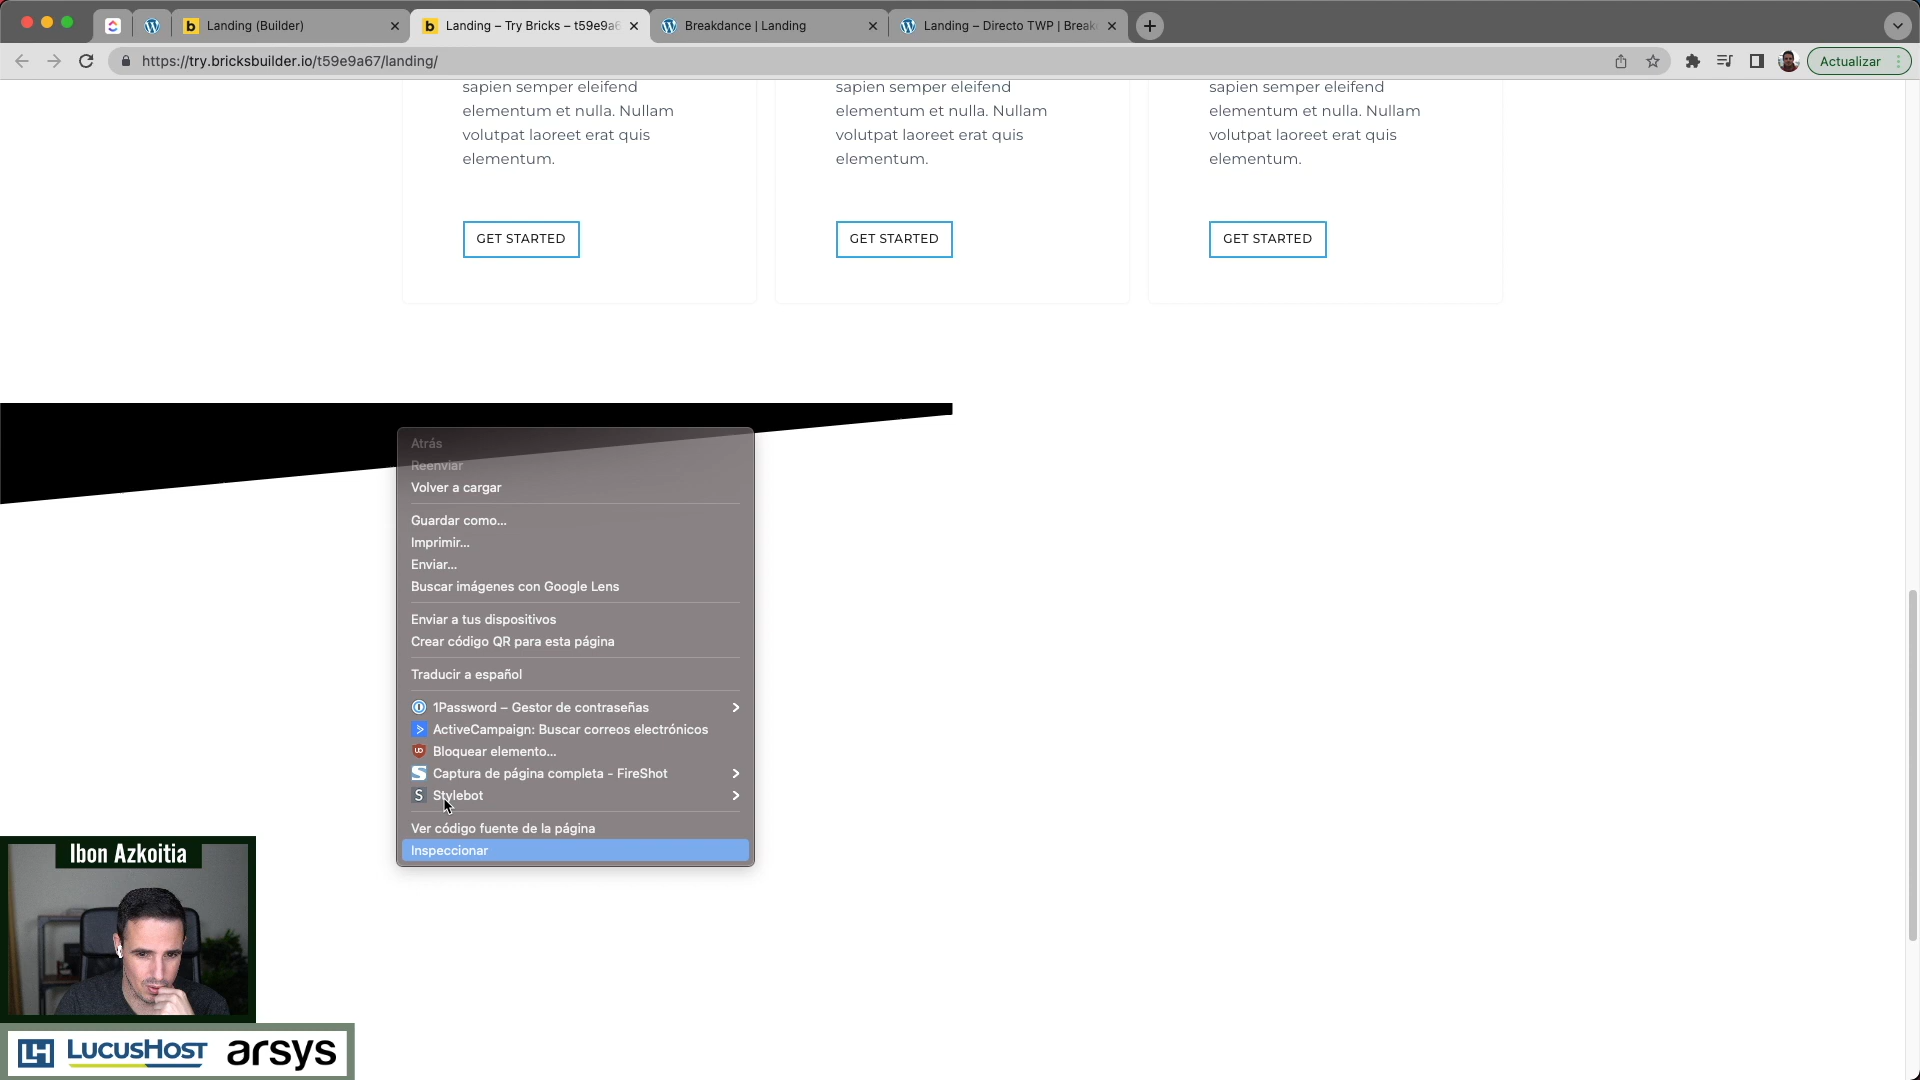 Landing (Builder)
Landing – Try Bricks – t59e9a6
Breakdance | Landing
Landing – Directo TWP | Break
https://try.bricksbuilder.io/t59e9a67/landing/
Actualizar
sapien semper eleifend
elementum et nulla. Nullam
volutpat laoreet erat quis
elementum.
GET STARTED
sapien semper eleifend
elementum et nulla. Nullam
volutpat laoreet erat quis
elementum.
GET STARTED
sapien semper eleifend
elementum et nulla. Nullam
volutpat laoreet erat quis
elementum.
GET STARTED
Atrás
Reenviar
Volver a cargar
Guardar como...
Imprimir...
Enviar...
Buscar imágenes con Google Lens
Enviar a tus dispositivos
Crear código QR para esta página
Traducir a español
1Password – Gestor de contraseñas
ActiveCampaign: Buscar correos electrónicos
Bloquear elemento...
Captura de página completa - FireShot
Stylebot
Ver código fuente de la página
Inspeccionar
Ibon Azkoitia
LH LUCUSHOST arsys